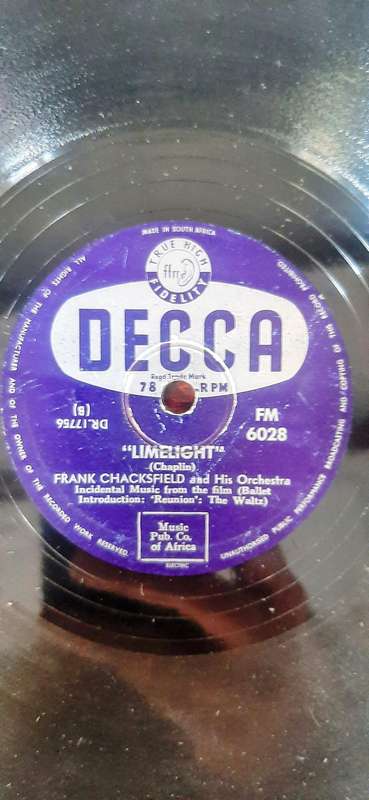 MADE IN SOUTH AFRICA
TRUE HIGH
ffrr
FIDELITY
DECCA
Regd Trade Mark
78 RPM
DR.17756
(B)
FM
6028
"LIMELIGHT"
(Chaplin)
FRANK CHACKSFIELD and His Orchestra
Incidental Music from the film (Ballet
Introduction: "Reunion": The Waltz)
Music
Pub. Co.
of Africa
ELECTRIC
ALL RIGHTS OF THE MANUFACTURER AND OF THE OWNER OF THE RECORDED WORK RESERVED.
UNAUTHORISED PUBLIC PERFORMANCE BROADCASTING AND COPYING OF THE RECORD PROHIBITED.